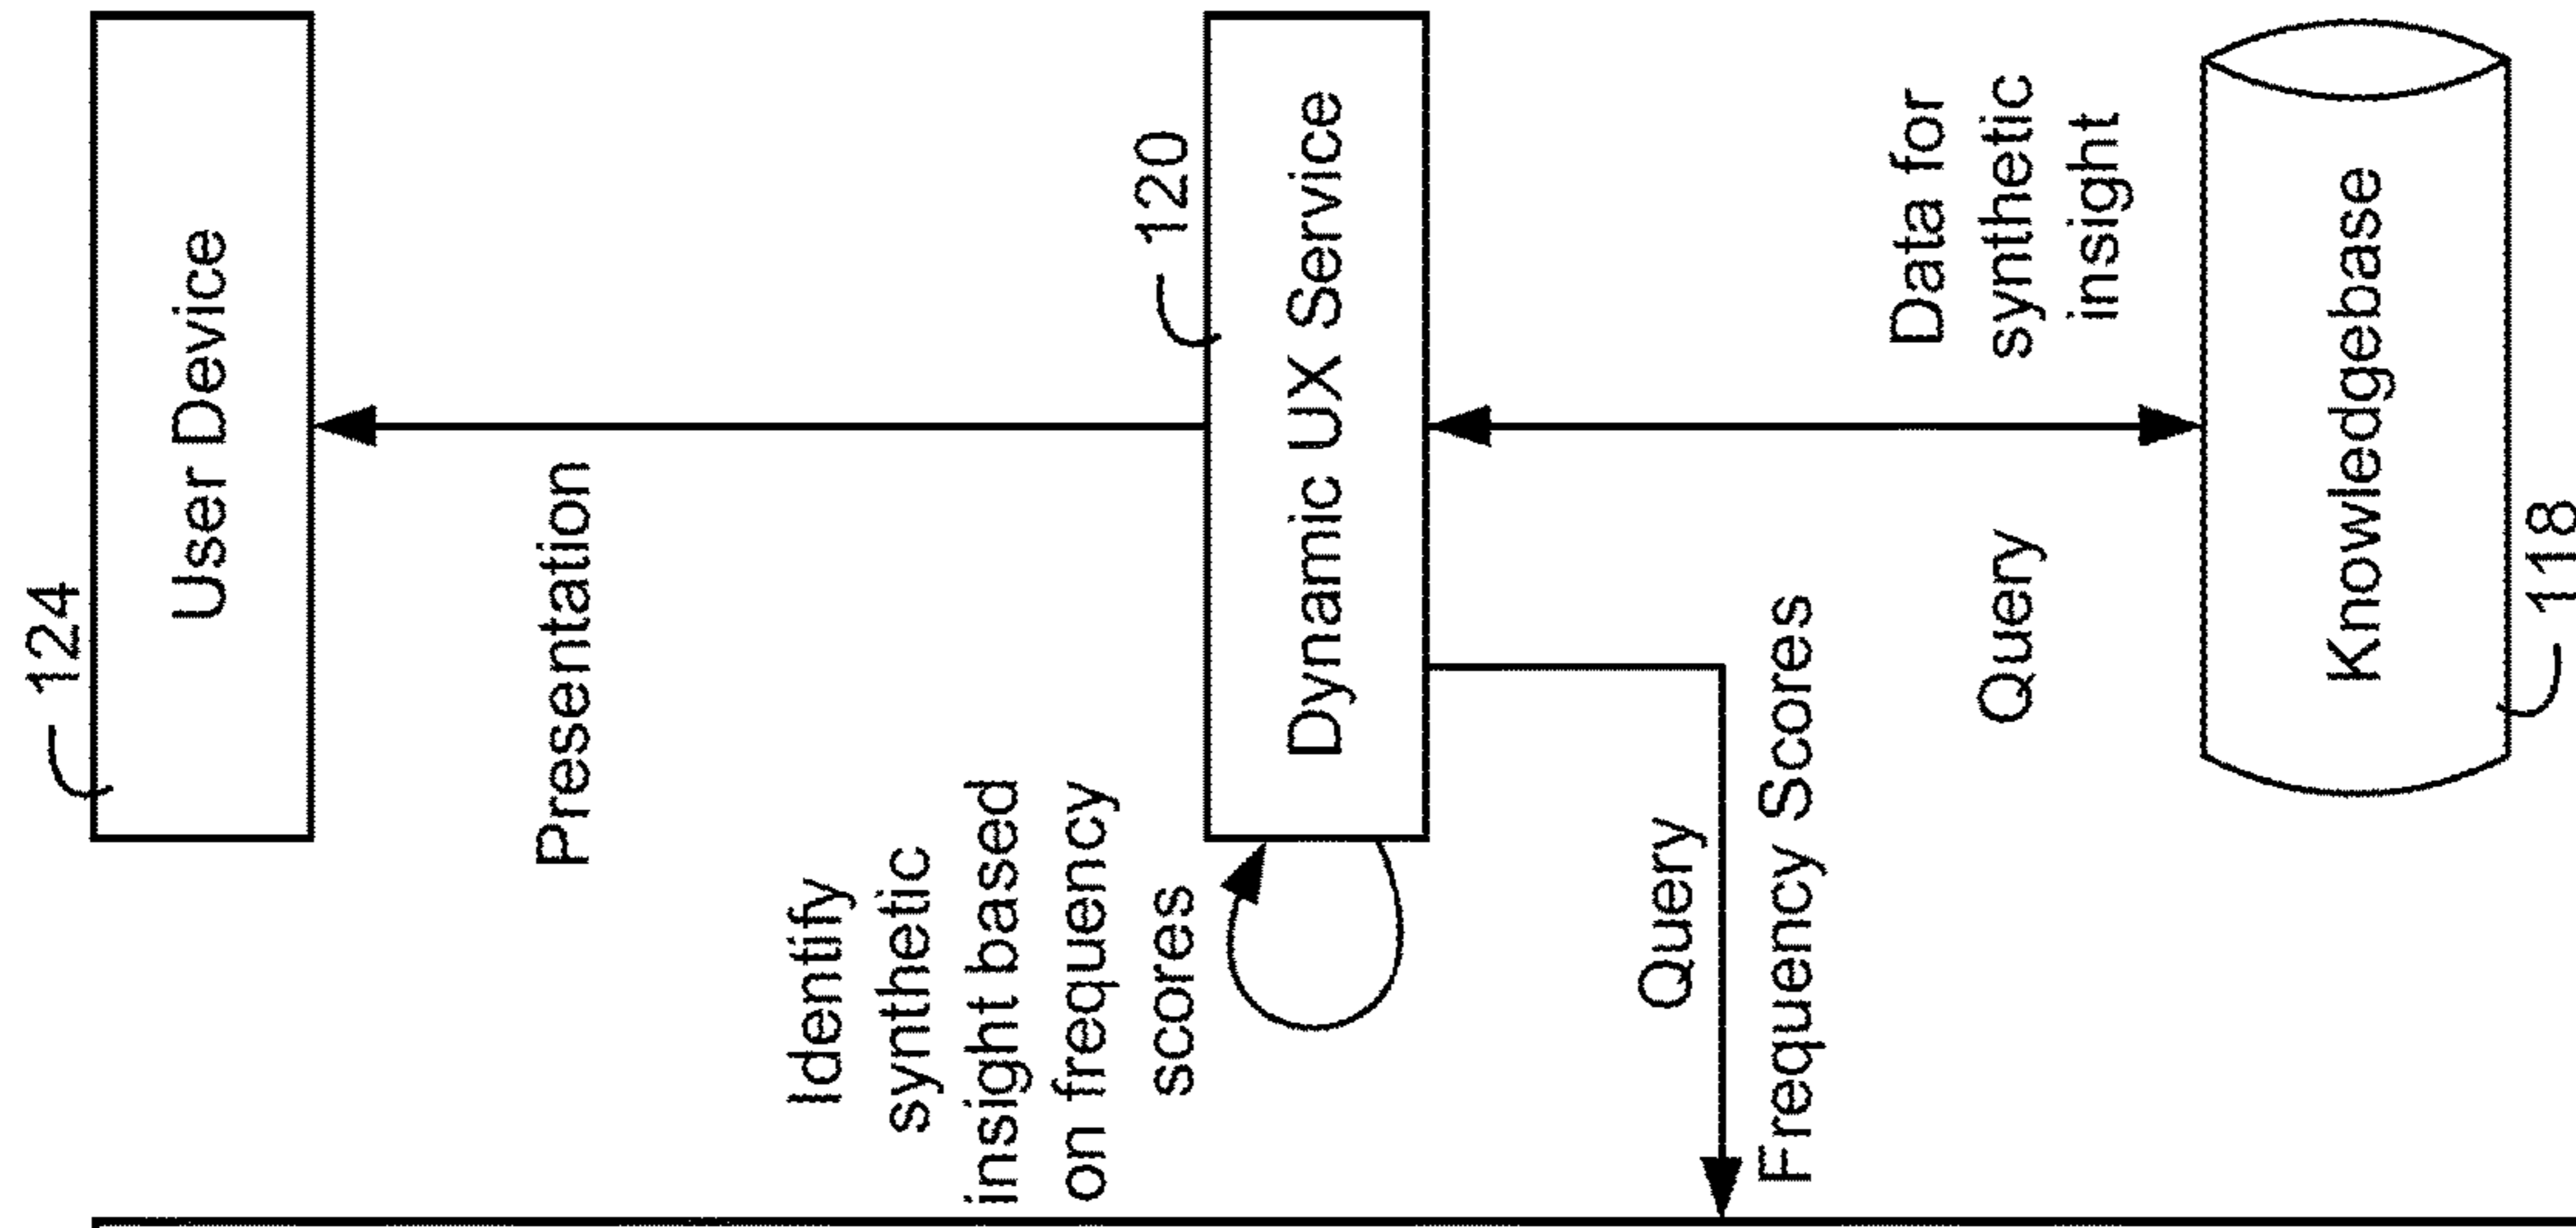 124
User Device
Presentation
Identify
synthetic
insight based
on frequency
scores
120
Dynamic UX Service
Query
Frequency Scores
Data for
synthetic
insight
Query
Knowledgebase
118